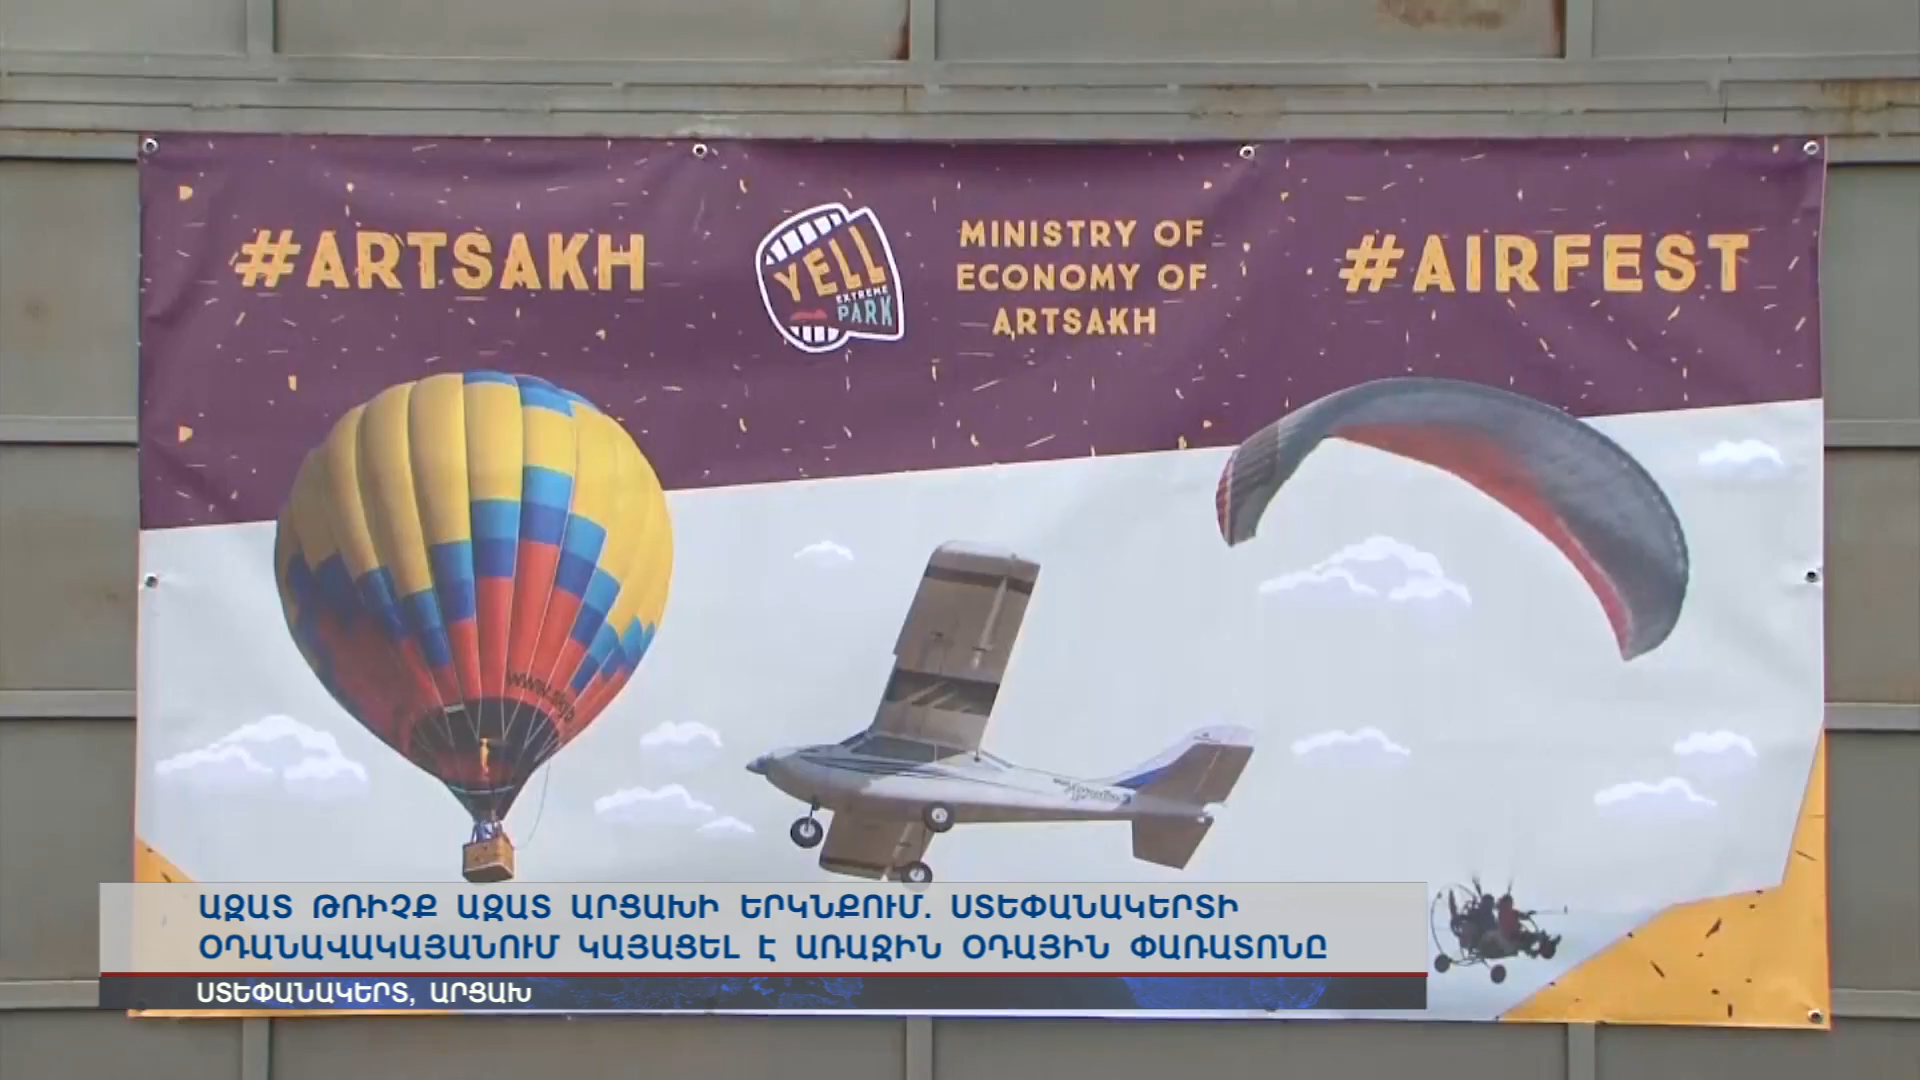 #ARTSAKH
YELL
EXTREME
PARK
MINISTRY OF
ECONOMY OF
ARTSAKH
#AIRFEST
ԱԶԱՏ ԹՌԻՉՔ ԱԶԱՏ ԱՐՑԱԽԻ ԵՐԿՆՔՈՒՄ. ՍՏԵՓԱՆԱԿԵՐՏԻ
ՕԴԱՆԱՎԱԿԱՅԱՆՈՒՄ ԿԱՅԱՑԵԼ Է ԱՌԱՋԻՆ ՕԴԱՅԻՆ ՓԱՌԱՏՈՆԸ
ՍՏԵՓԱՆԱԿԵՐՏ, ԱՐՑԱԽ